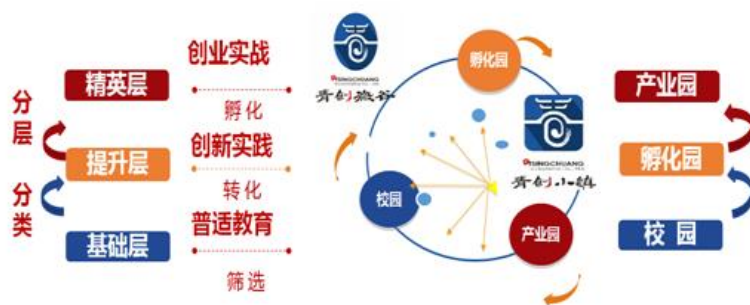 分层
分类
精英层
提升层
基础层
创业实战
孵化
创新实践
转化
普适教育
筛选
青创旅谷
孵化园
TSINGCHUANG
青创小镇
校园
产业园
产业园
孵化园
校 园